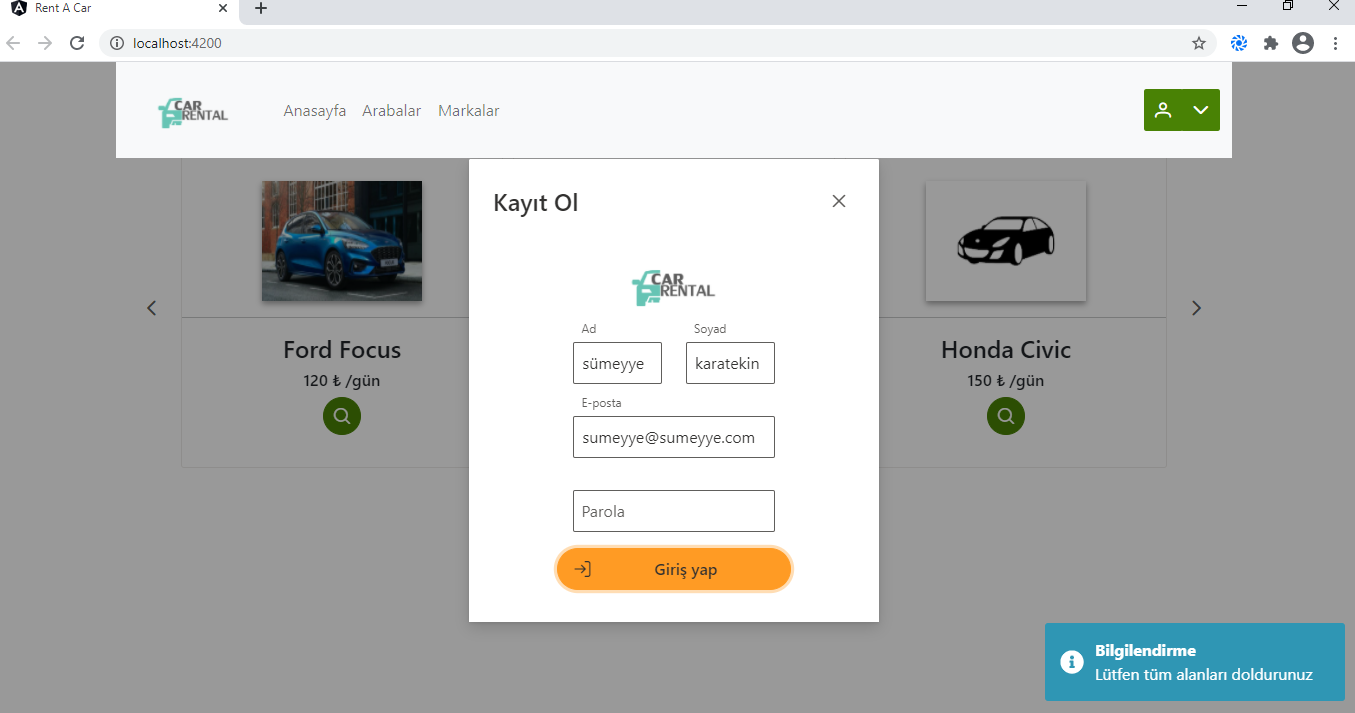 Rent A Car
localhost:4200
CAR RENTAL
Anasayfa Arabalar Markalar
Kayıt Ol
CAR RENTAL
Ad Soyad
sümeyye karatekin
E-posta
sumeyye@sumeyye.com
Parola
Giriş yap
Ford Focus
120 ₺ /gün
Honda Civic
150 ₺ /gün
Bilgilendirme
Lütfen tüm alanları doldurunuz